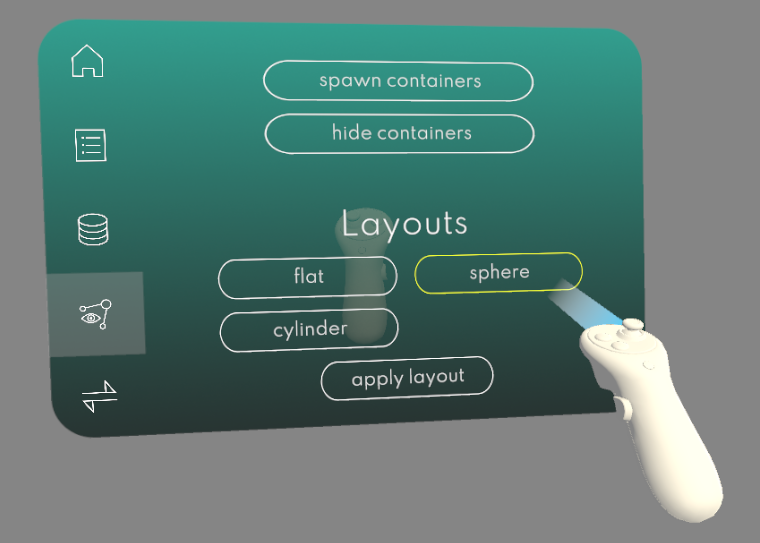 spawn containers
hide containers
Layouts
flat
sphere
cylinder
apply layout